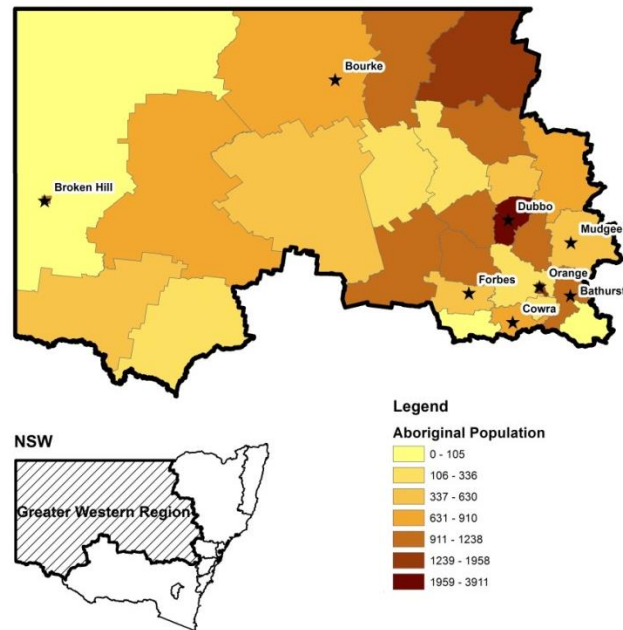 Bourke
Broken Hill
Dubbo
Mudgee
Orange
Forbes
Bathurst
Cowra
NSW
Greater Western Region
Legend
Aboriginal Population
0 - 105
106 - 336
337 - 630
631 - 910
911 - 1238
1239 - 1958
1959 - 3911